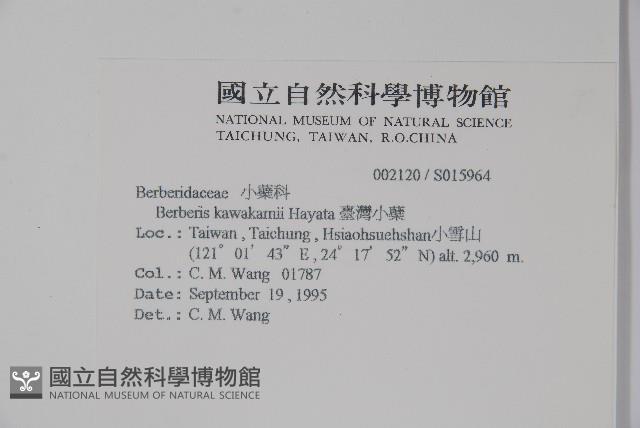 國立自然科學博物館
NATIONAL MUSEUM OF NATURAL SCIENCE
TAICHUNG, TAIWAN, R.O.CHINA
002120 / S015964
Berberidaceae 小蘗科
Berberis kawakamii Hayata 臺灣小蘗
Loc.: Taiwan , Taichung , Hsiaohsuehshan小雪山
(121° 01' 43" E , 24° 17' 52" N) alt. 2,960 m.
Col.: C. M. Wang 01787
Date: September 19 , 1995
Det.: C. M. Wang
國立自然科學博物館
NATIONAL MUSEUM OF NATURAL SCIENCE